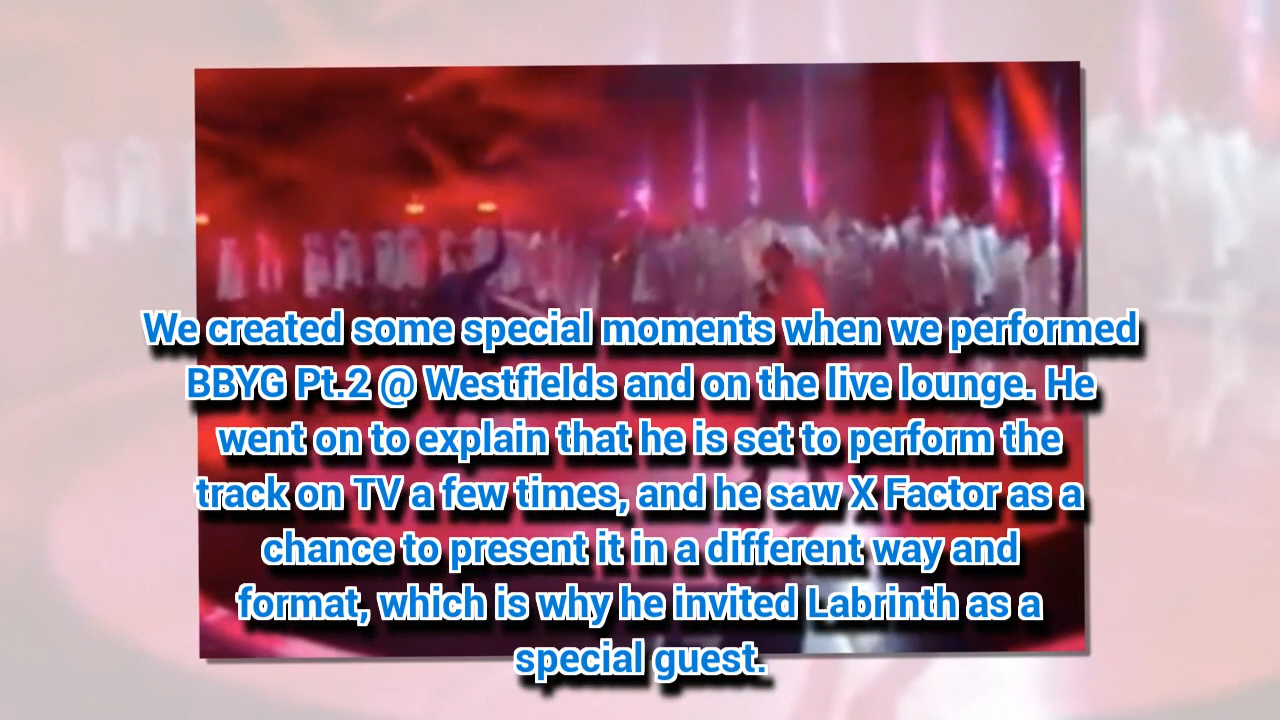 We created some special moments when we performed
BBYG Pt.2 @ Westfields and on the live lounge. He
went on to explain that he is set to perform the
track on TV a few times, and he saw X Factor as a
chance to present it in a different way and
format, which is why he invited Labrinth as a
special guest.